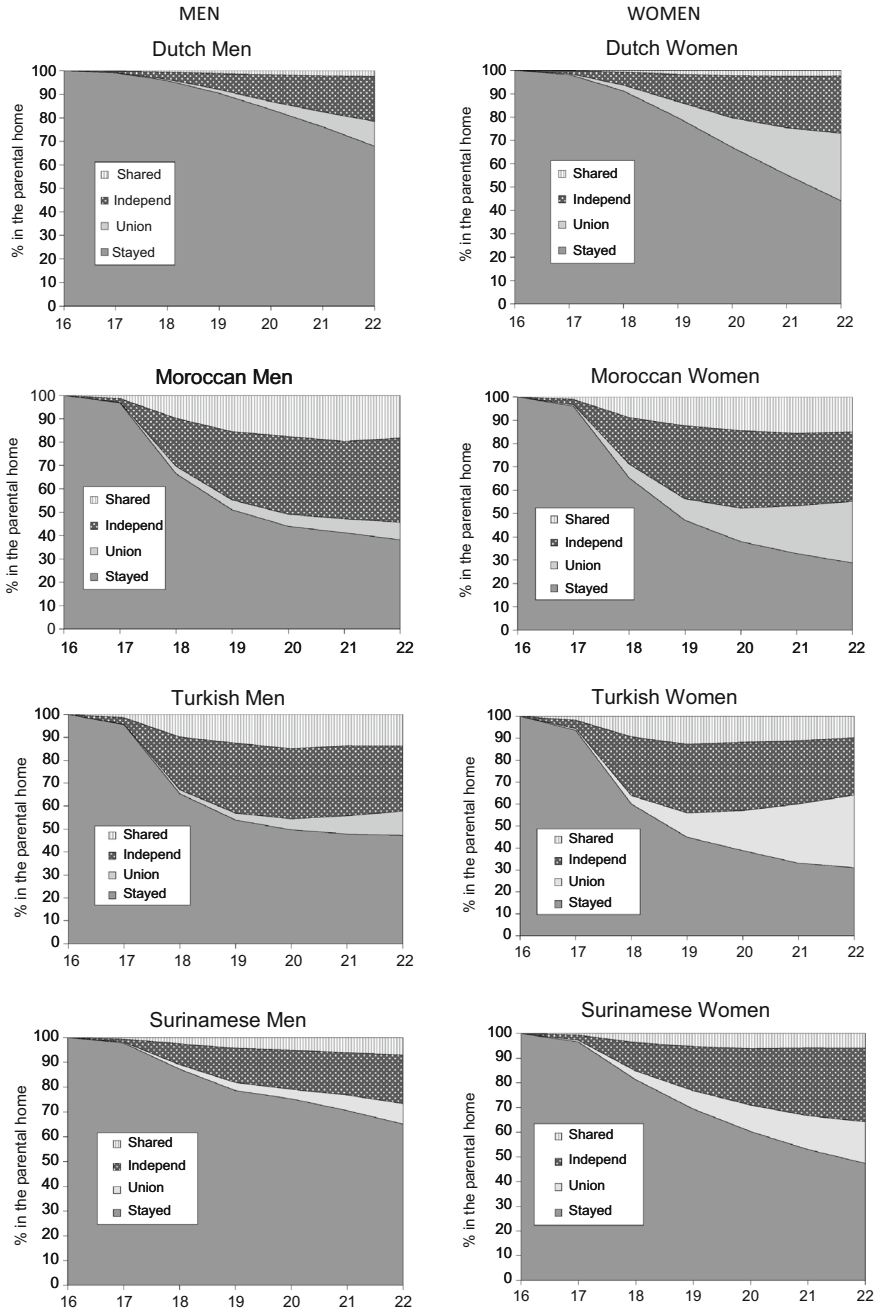 MEN
WOMEN
Dutch Men
% in the parental home
100
90
80
70
60
50
40
30
20
10
0
Shared
Independ
Union
Stayed
16 17 18 19 20 21 22
Dutch Women
% in the parental home
100
90
80
70
60
50
40
30
20
10
0
Shared
Independ
Union
Stayed
16 17 18 19 20 21 22
Moroccan Men
% in the parental home
100
90
80
70
60
50
40
30
20
10
0
Shared
Independ
Union
Stayed
16 17 18 19 20 21 22
Moroccan Women
% in the parental home
100
90
80
70
60
50
40
30
20
10
0
Shared
Independ
Union
Stayed
16 17 18 19 20 21 22
Turkish Men
% in the parental home
100
90
80
70
60
50
40
30
20
10
0
Shared
Independ
Union
Stayed
16 17 18 19 20 21 22
Turkish Women
% in the parental home
100
90
80
70
60
50
40
30
20
10
0
Shared
Independ
Union
Stayed
16 17 18 19 20 21 22
Surinamese Men
% in the parental home
100
90
80
70
60
50
40
30
20
10
0
Shared
Independ
Union
Stayed
16 17 18 19 20 21 22
Surinamese Women
% in the parental home
100
90
80
70
60
50
40
30
20
10
0
Shared
Independ
Union
Stayed
16 17 18 19 20 21 22